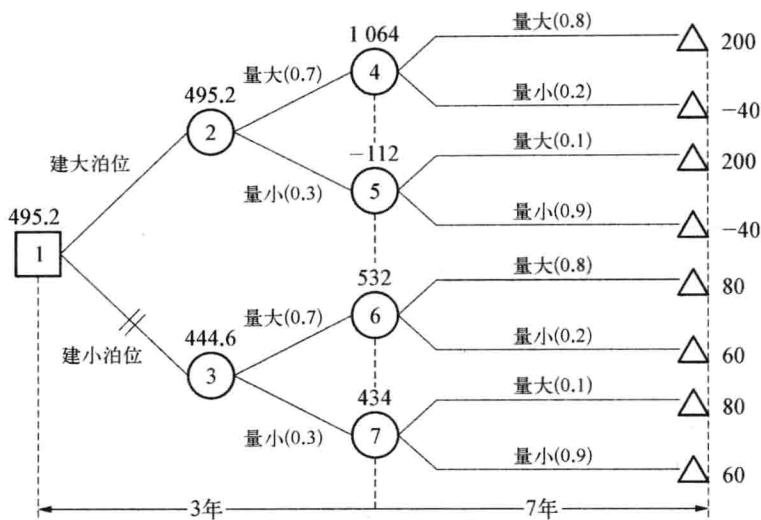 1 064
量大(0.8)
200
4
量大(0.7)
量小(0.2)
-40
495.2
2
-112
量大(0.1)
200
建大泊位
量小(0.3)
5
量小(0.9)
-40
495.2
1
532
量大(0.8)
80
量大(0.7)
6
建小泊位
444.6
量小(0.2)
60
3
434
量大(0.1)
80
量小(0.3)
7
量小(0.9)
60
3年
7年